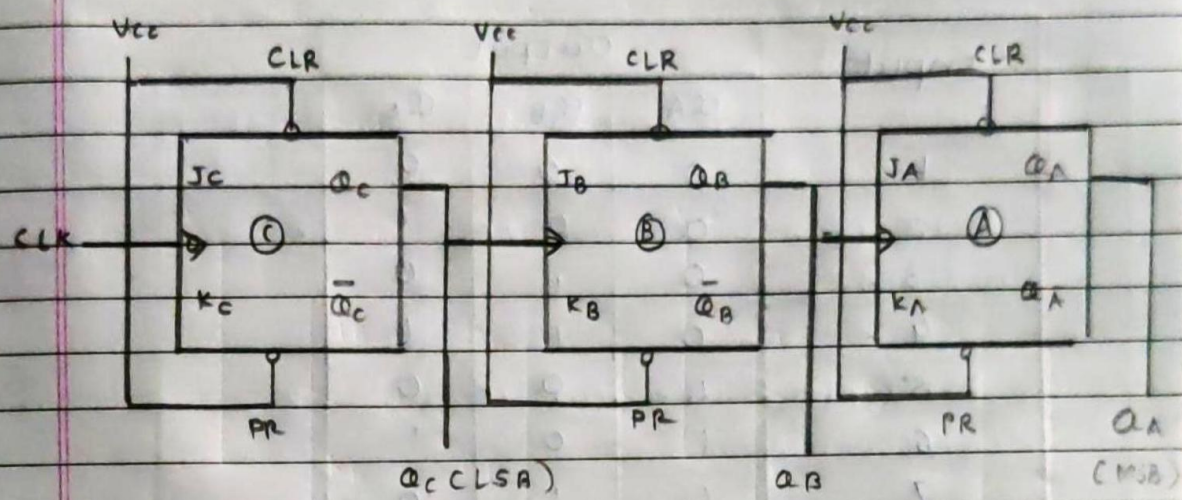 Vcc Vcc Vcc
CLR CLR CLR
JC QC JB QB JA QA
CLK C B A
KC Q̅C KB Q̅B KA QA
PR PR PR QA
QC (LSB) QB (MSB)